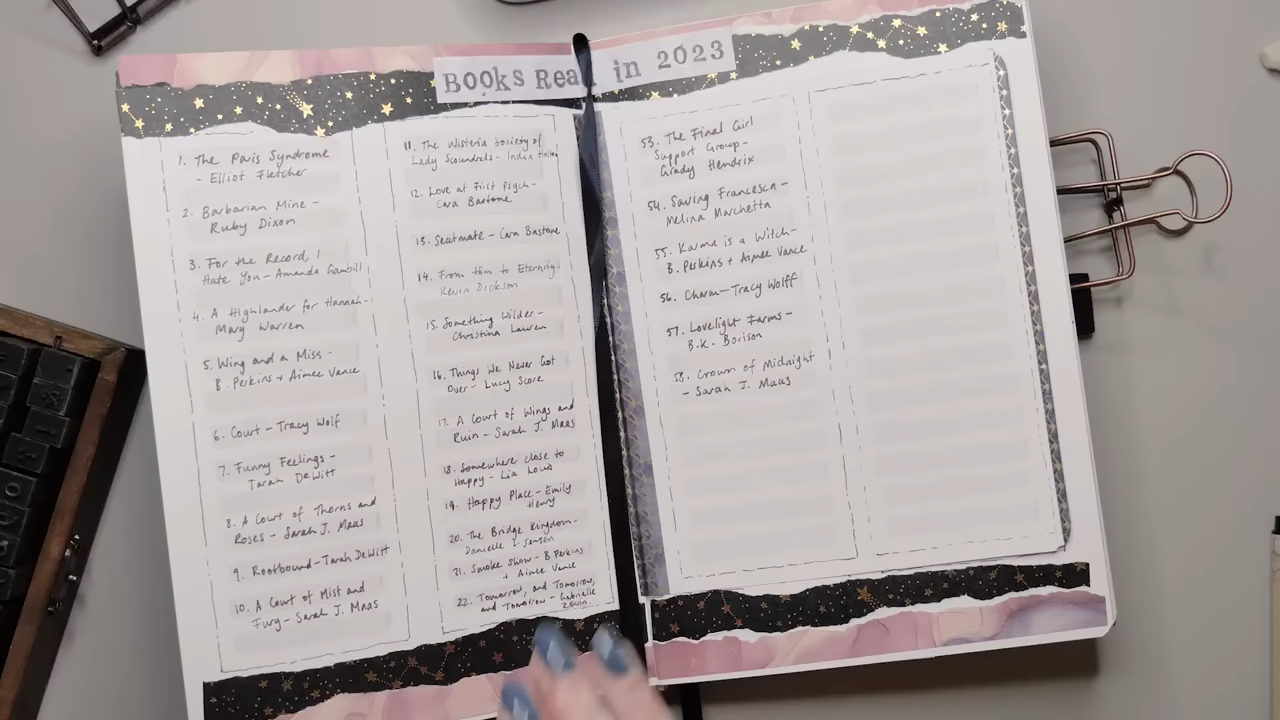 Books Read in 2023
1. The Paris Syndrome
- Elliot Fletcher
2. Barbarian Mine -
Ruby Dixon
3. For the Record, I
Hate You - Amanda Gambill
4. A Highlander for Hannah -
Mary Warren
5. Wing and a Miss -
B. Perkins + Aimee Vance
6. Court - Tracy Wolf
7. Funny Feelings -
Tarah DeWitt
8. A Court of Thorns and
Roses - Sarah J. Maas
9. Rootbound - Tarah DeWitt
10. A Court of Mist and
Fury - Sarah J. Maas
11. The Wisteria Society of
Lady Scoundrels - India
12. Love at First Psych -
Cara Bastone
13. Seatmate - Cara Bastone
14. From Him to Eternity -
Kevin Dickson
15. Something Wilder -
Christina Lauren
16. Things We Never Got
Over - Lucy Score
17. A Court of Wings and
Ruin - Sarah J. Maas
18. Somewhere close to
Happy - Lia Louis
19. Happy Place - Emily
Henry
20. The Bridge Kingdom -
Danielle L Jensen
21. Smoke Show - B Perkins
+ Aimee Vance
22. Tomorrow, and Tomorrow,
and Tomorrow - Gabrielle
Zevin.
53. The Final Girl
Support Group -
Grady Hendrix
54. Saving Francesca -
Melina Marchetta
55. Karma is a Witch -
B. Perkins + Aimee Vance
56. Charm - Tracy Wolff
57. Lovelight Farms -
B.K. Borison
58. Crown of Midnight
- Sarah J. Maas